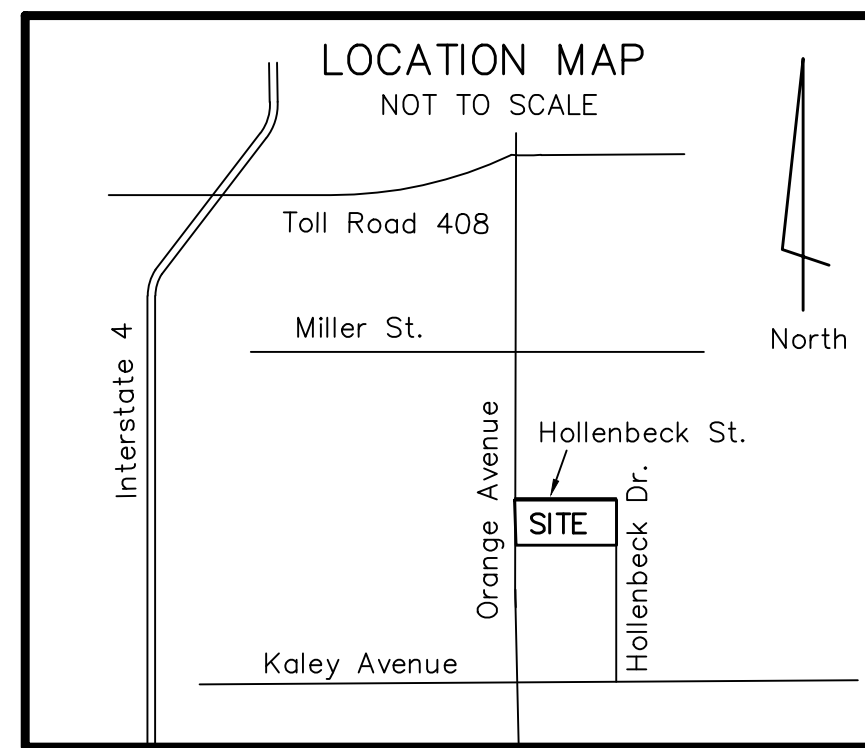 LOCATION MAP
NOT TO SCALE
Toll Road 408
Miller St.
North
Interstate 4
Orange Avenue
Hollenbeck St.
SITE
Hollenbeck Dr.
Kaley Avenue